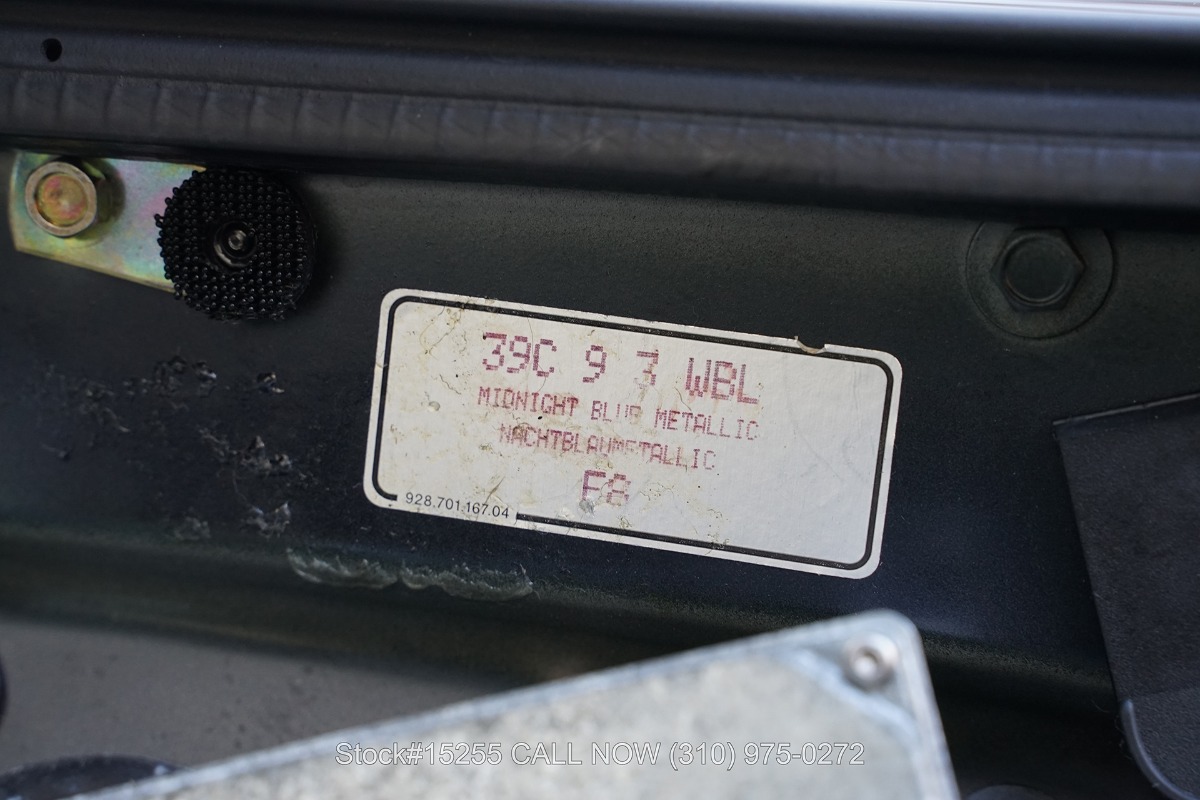 39C 9 3 WBL
MIDNIGHT BLUE METALLIC
NACHTBLAUMETALLIC
F8
928.701.167.04
Stock#15255 CALL NOW (310) 975-0272